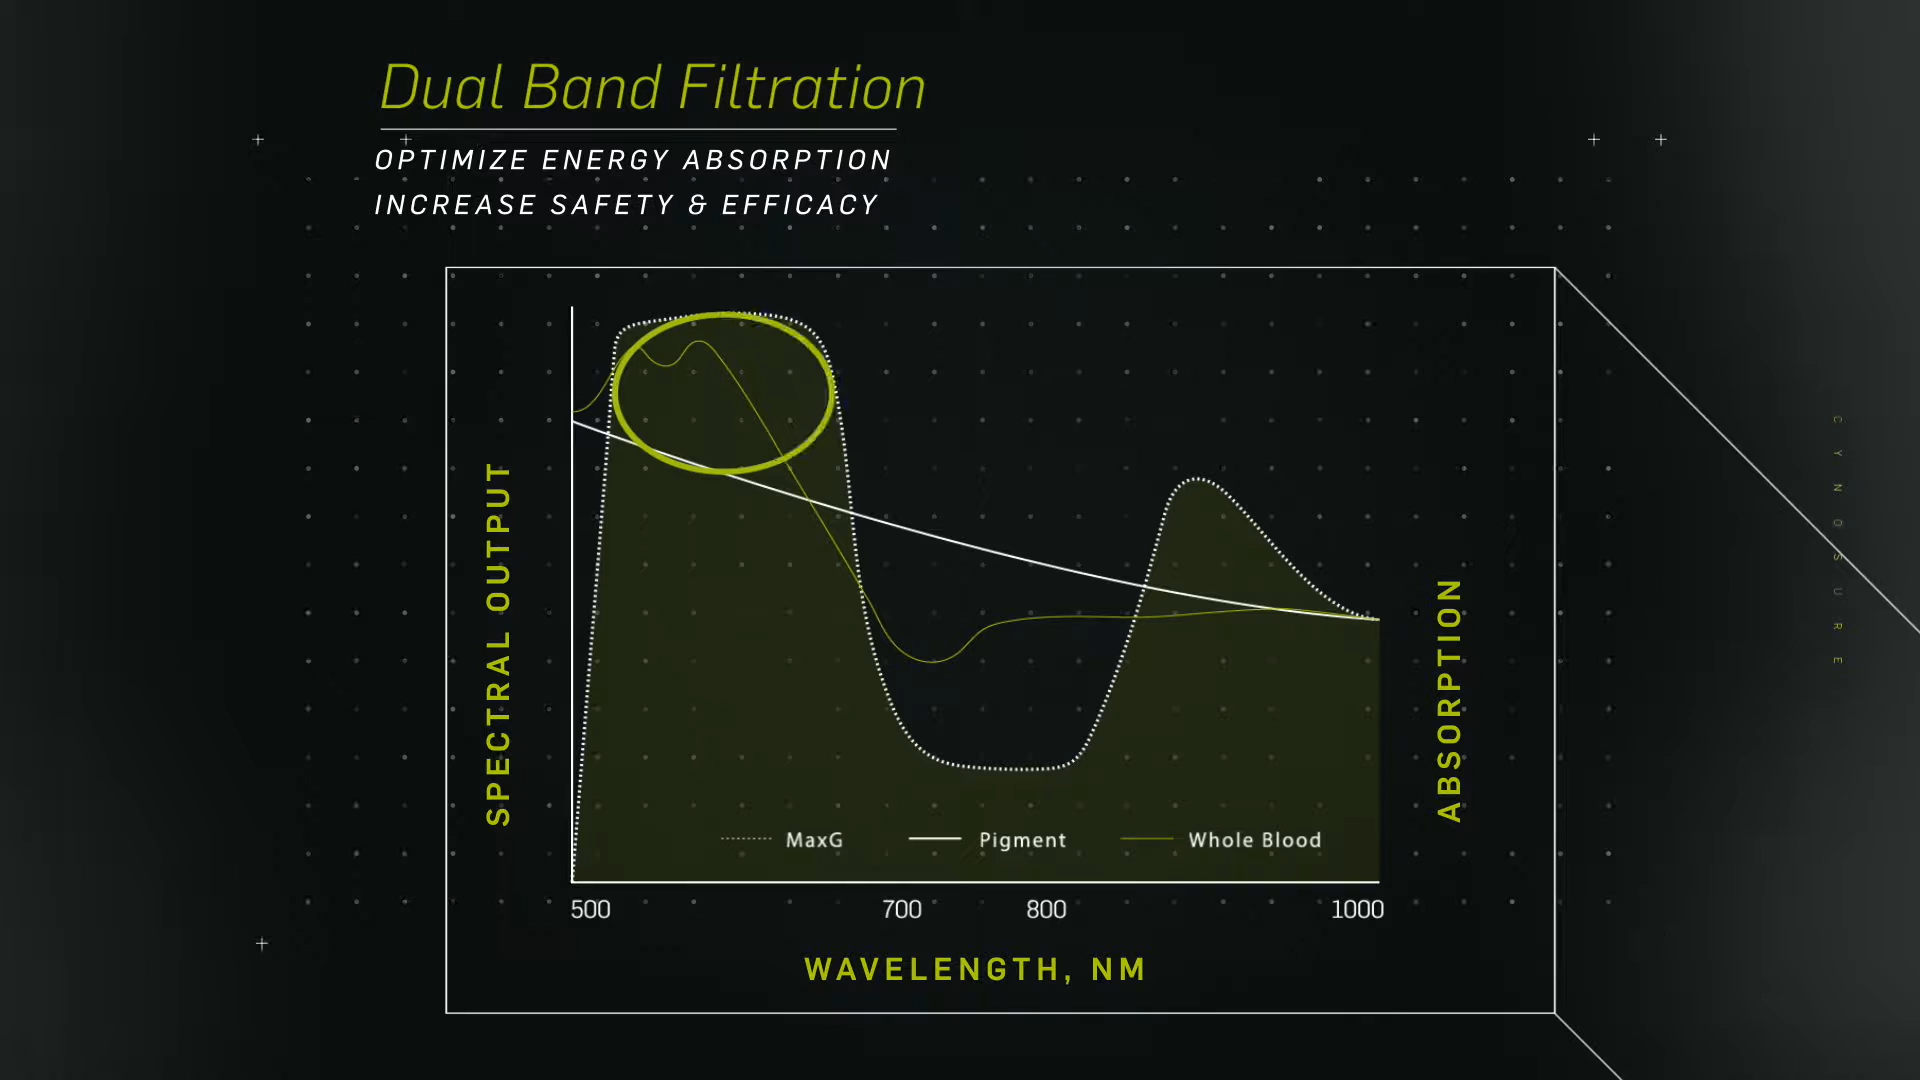 Dual Band Filtration
OPTIMIZE ENERGY ABSORPTION
INCREASE SAFETY & EFFICACY
SPECTRAL OUTPUT
ABSORPTION
MaxG
Pigment
Whole Blood
500
700
800
1000
WAVELENGTH, NM
CYNOSURE